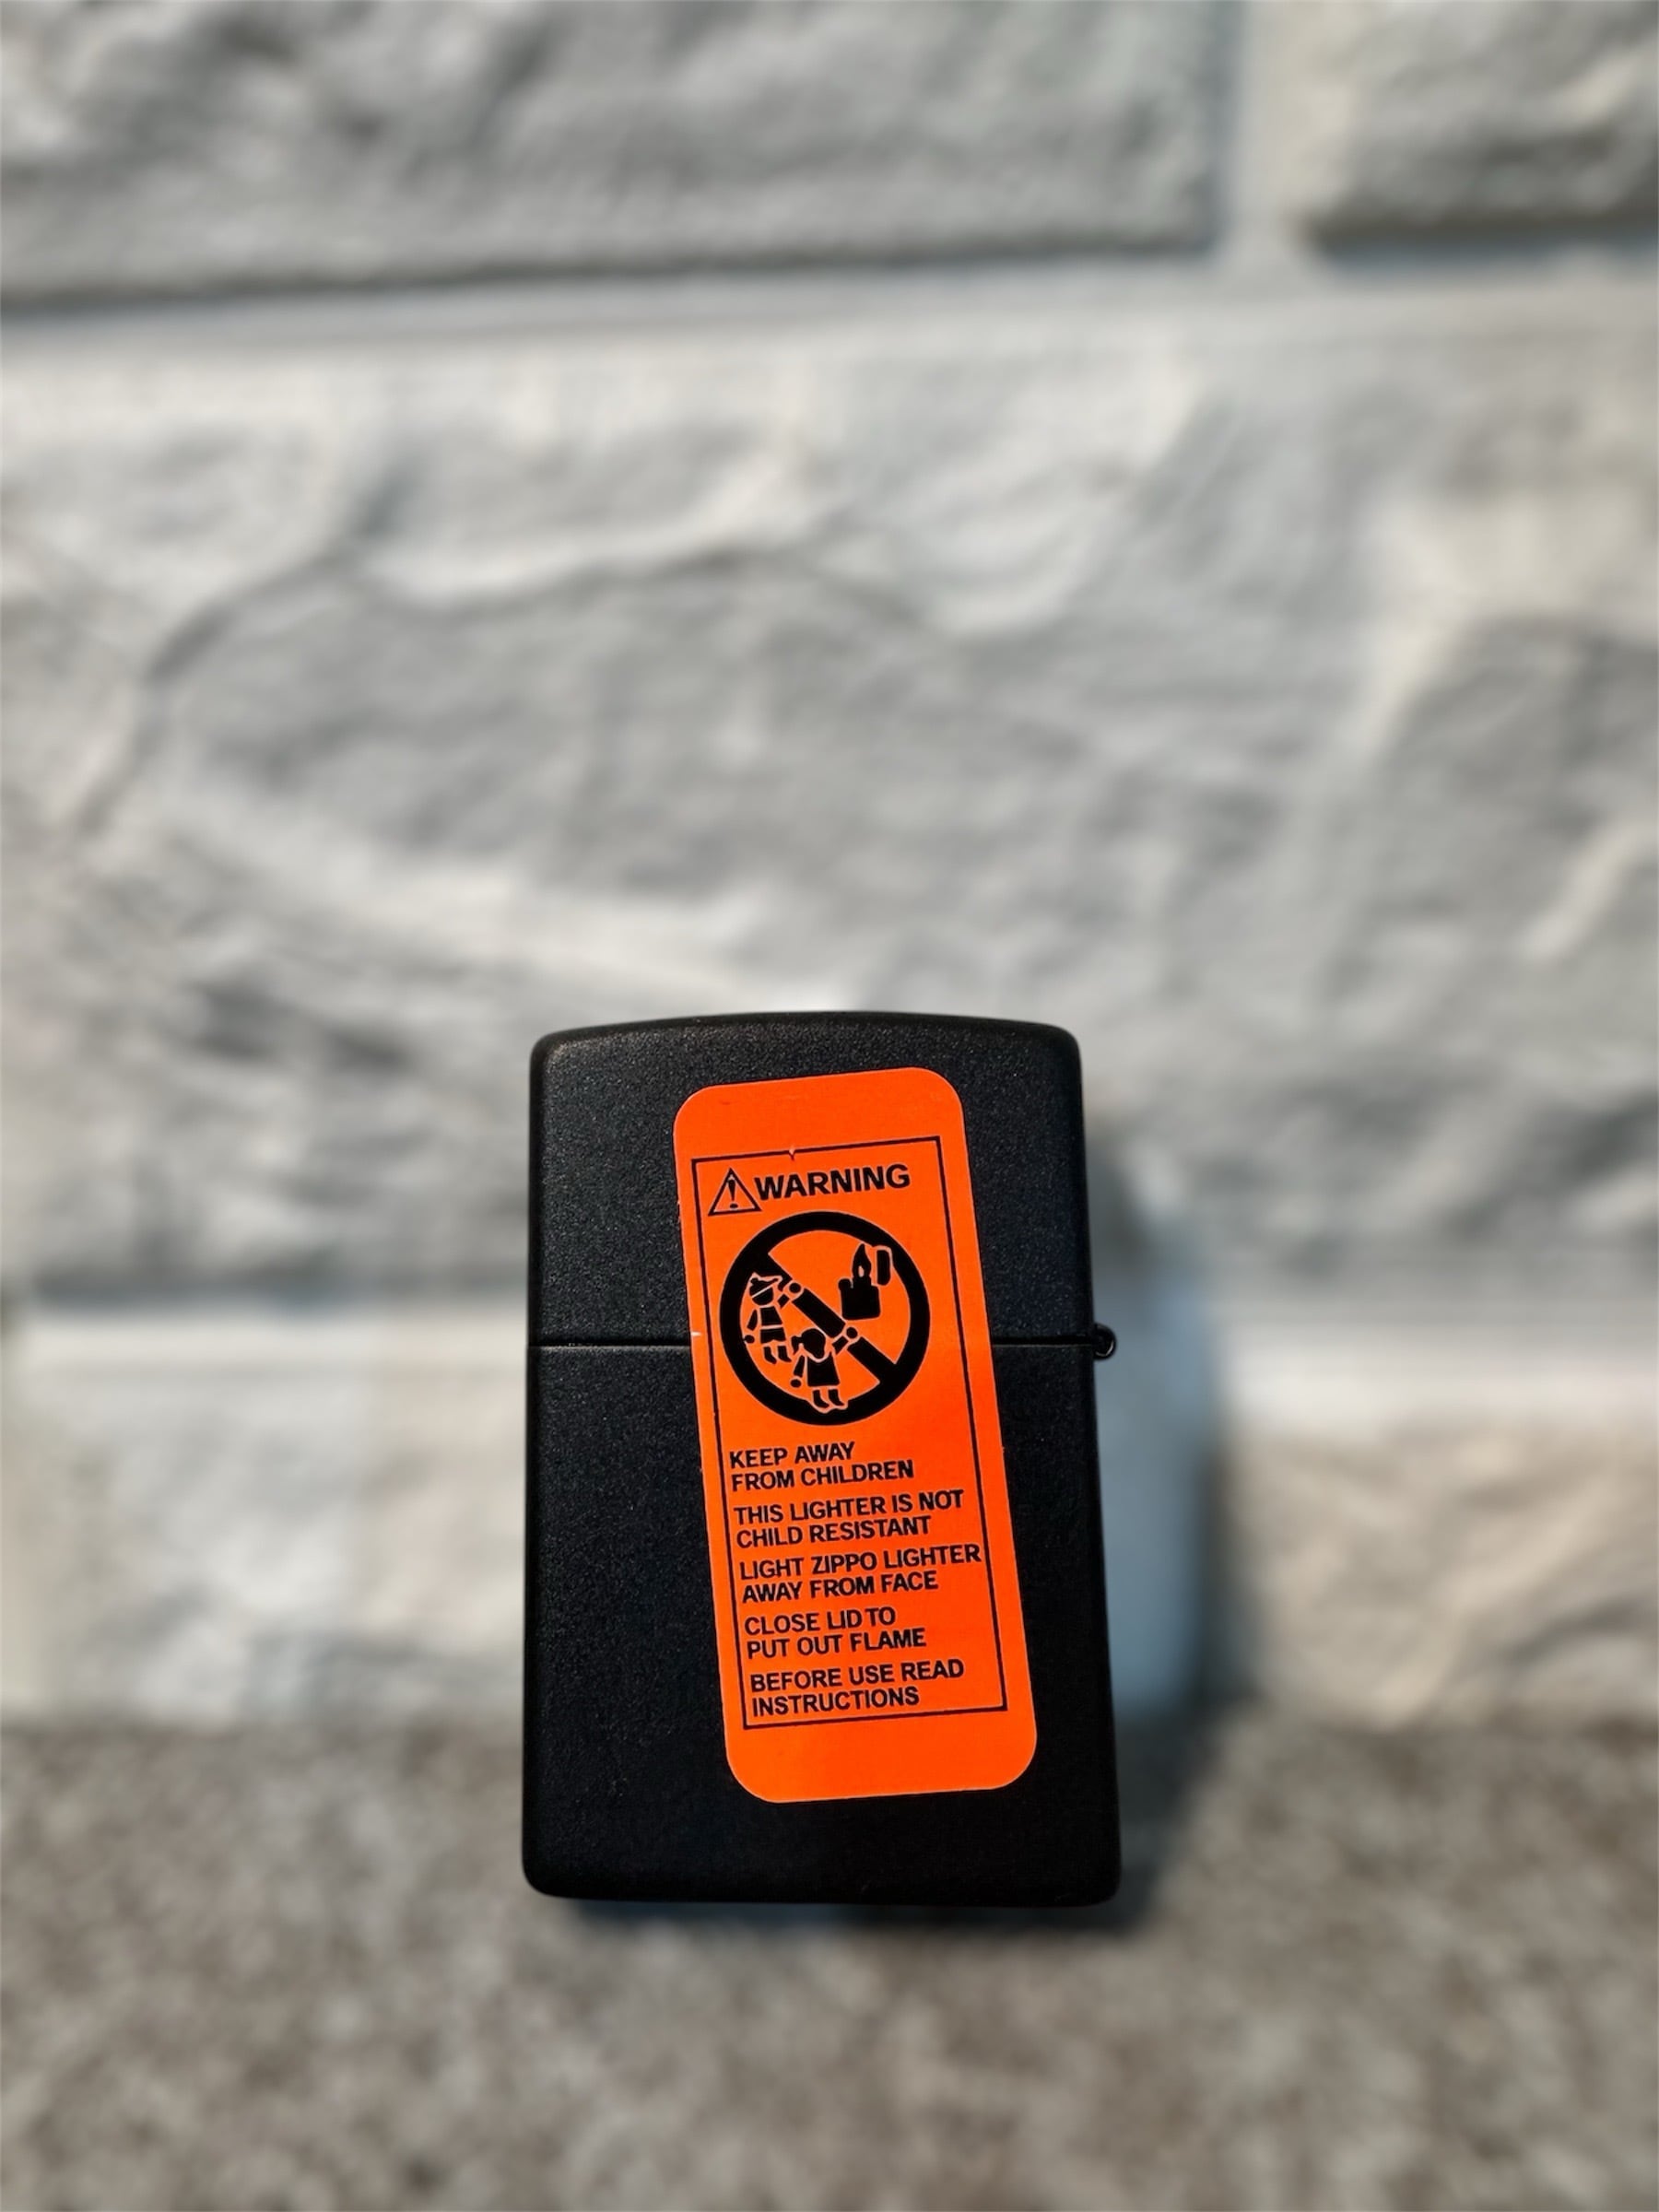 WARNING
KEEP AWAY
FROM CHILDREN
THIS LIGHTER IS NOT
CHILD RESISTANT
LIGHT ZIPPO LIGHTER
AWAY FROM FACE
CLOSE LID TO
PUT OUT FLAME
BEFORE USE READ
INSTRUCTIONS